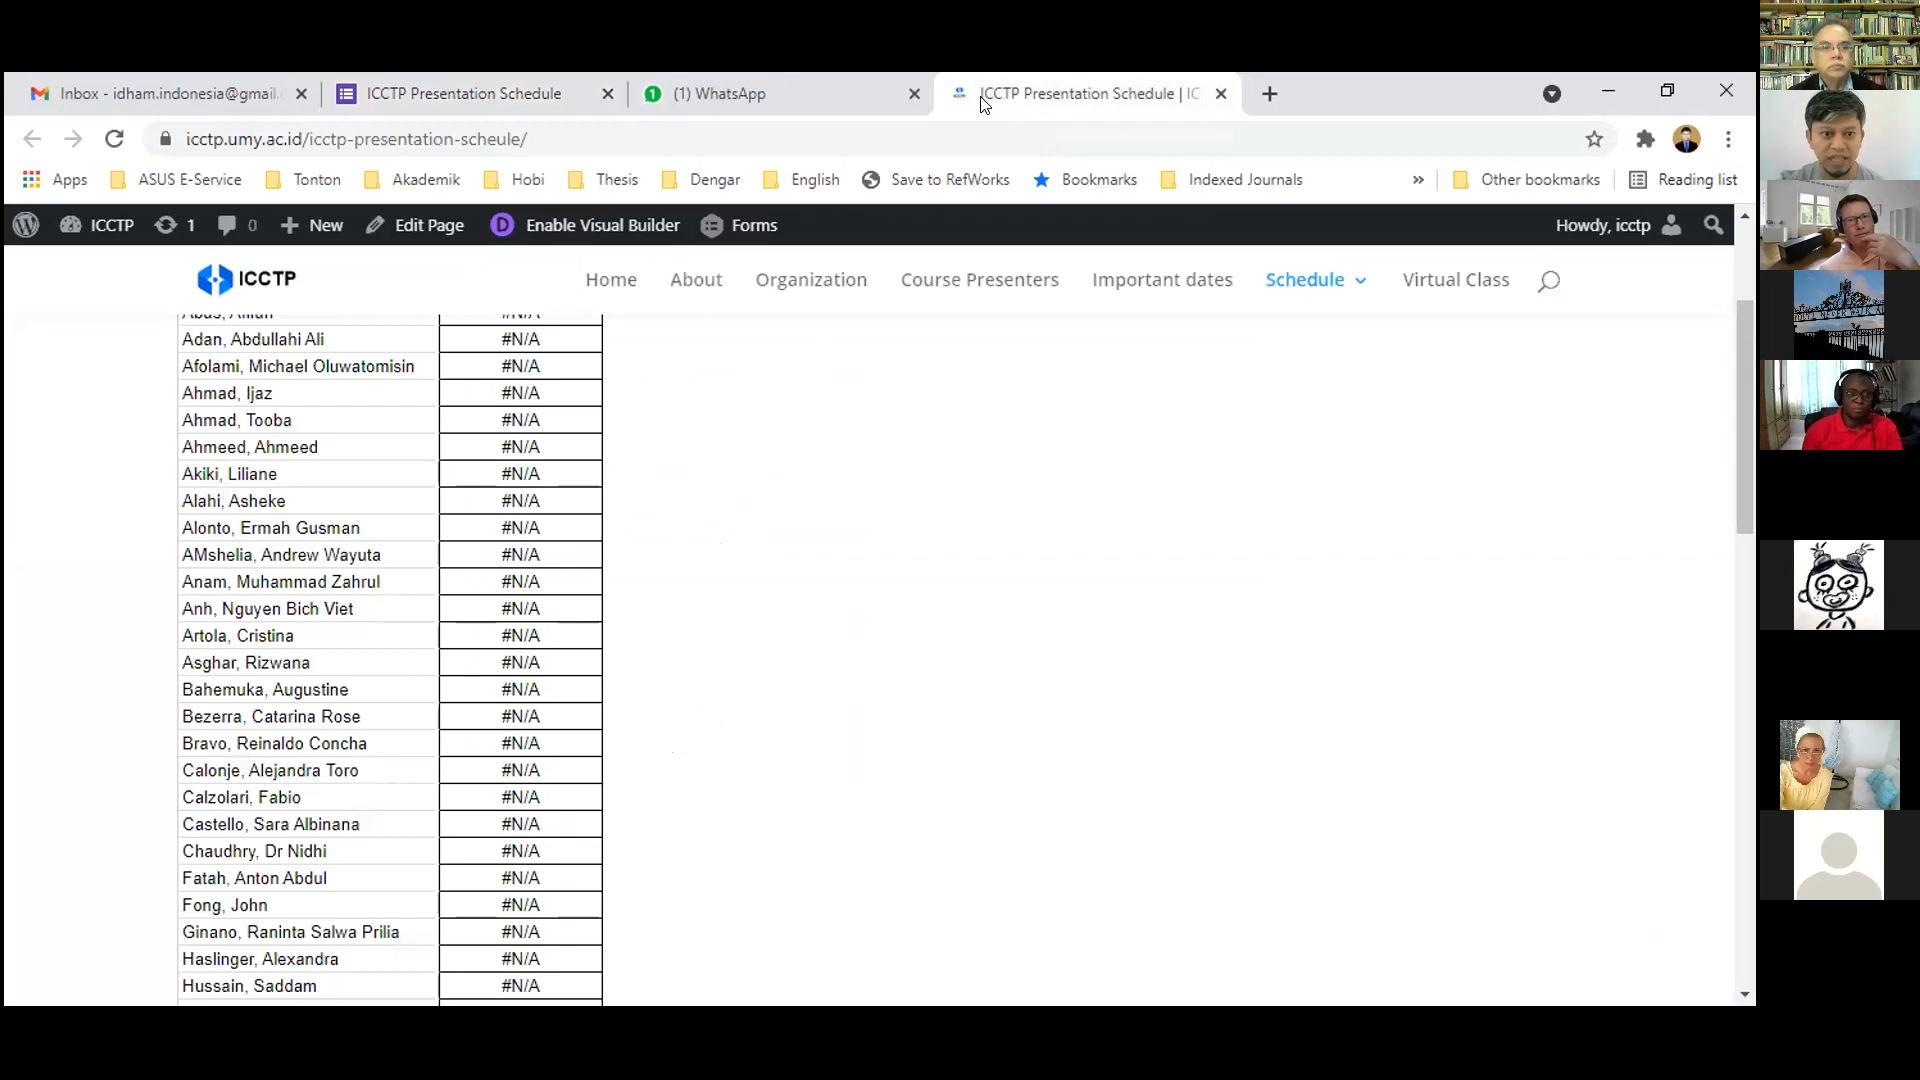 Inbox - idham.indonesia@gmail. ICCTP Presentation Schedule 1 (1) WhatsApp ICCTP Presentation Schedule | IC
icctp.umy.ac.id/icctp-presentation-scheule/
Apps ASUS E-Service Tonton Akademik Hobi Thesis Dengar English Save to RefWorks Bookmarks Indexed Journals » Other bookmarks Reading list
ICCTP 1 0 New Edit Page D Enable Visual Builder Forms Howdy, icctp
ICCTP Home About Organization Course Presenters Important dates Schedule Virtual Class
#N/A
Adan, Abdullahi Ali #N/A
Afolami, Michael Oluwatomisin #N/A
Ahmad, Ijaz #N/A
Ahmad, Tooba #N/A
Ahmeed, Ahmeed #N/A
Akiki, Liliane #N/A
Alahi, Asheke #N/A
Alonto, Ermah Gusman #N/A
AMshelia, Andrew Wayuta #N/A
Anam, Muhammad Zahrul #N/A
Anh, Nguyen Bich Viet #N/A
Artola, Cristina #N/A
Asghar, Rizwana #N/A
Bahemuka, Augustine #N/A
Bezerra, Catarina Rose #N/A
Bravo, Reinaldo Concha #N/A
Calonje, Alejandra Toro #N/A
Calzolari, Fabio #N/A
Castello, Sara Albinana #N/A
Chaudhry, Dr Nidhi #N/A
Fatah, Anton Abdul #N/A
Fong, John #N/A
Ginano, Raninta Salwa Prilia #N/A
Haslinger, Alexandra #N/A
Hussain, Saddam #N/A